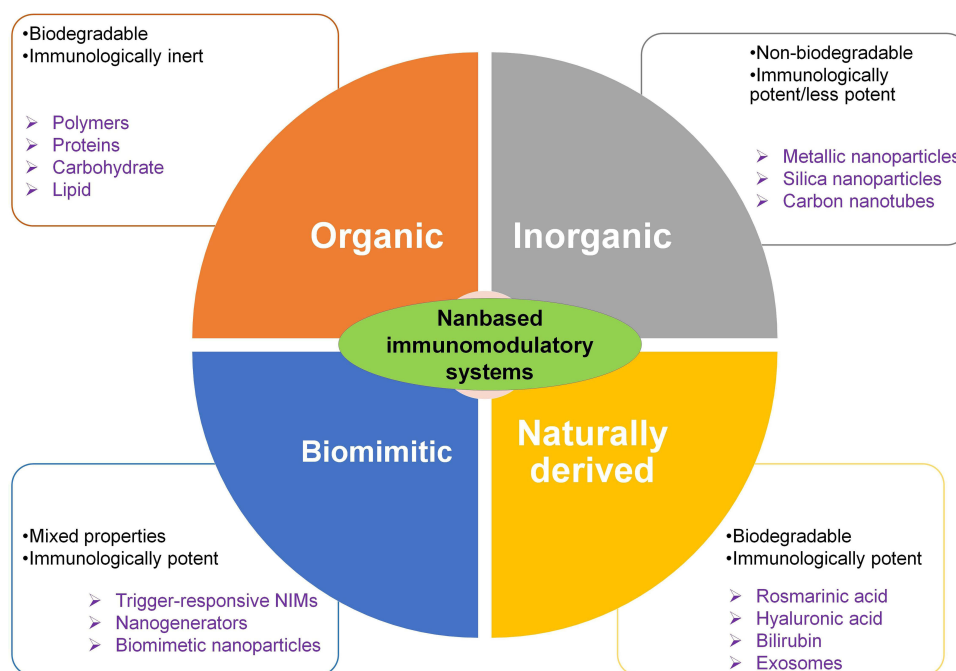 •Biodegradable
•Immunologically inert
➢ Polymers
➢ Proteins
➢ Carbohydrate
➢ Lipid
•Non-biodegradable
•Immunologically
potent/less potent
➢ Metallic nanoparticles
➢ Silica nanoparticles
➢ Carbon nanotubes
Organic
Inorganic
Nanbased
immunomodulatory
systems
Biomimitic
Naturally
derived
•Mixed properties
•Immunologically potent
➢ Trigger-responsive NIMs
➢ Nanogenerators
➢ Biomimetic nanoparticles
•Biodegradable
•Immunologically potent
➢ Rosmarinic acid
➢ Hyaluronic acid
➢ Bilirubin
➢ Exosomes